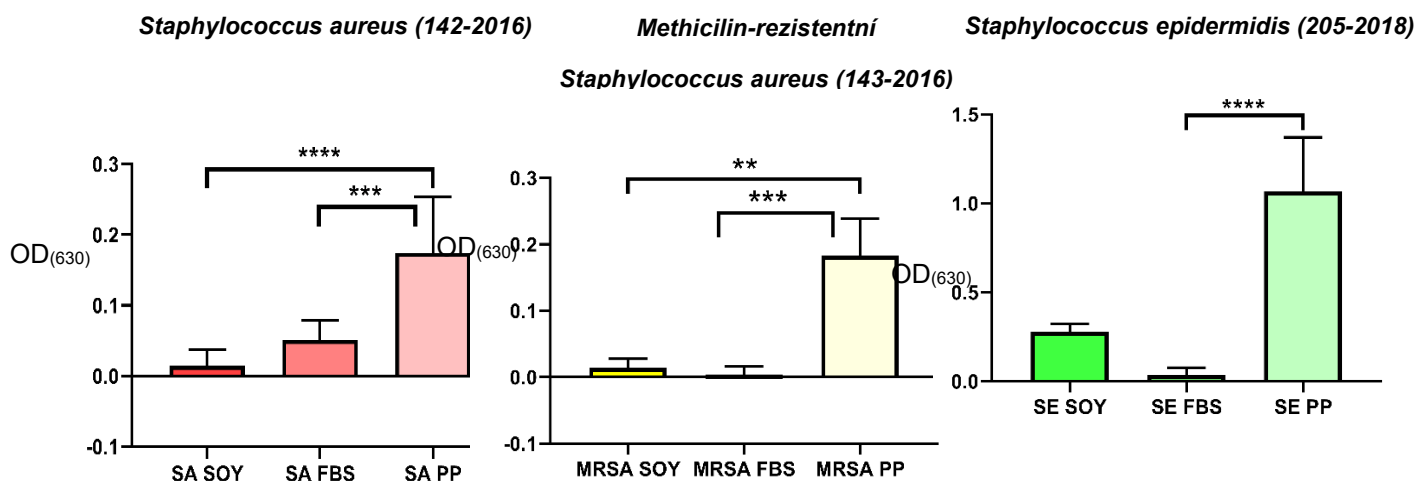 Staphylococcus aureus (142-2016)
Methicilin-rezistentní
Staphylococcus aureus (143-2016)
Staphylococcus epidermidis (205-2018)
****
***
0.3
0.2
0.1
0.0
-0.1
OD(630)
SA SOY SA FBS SA PP
**
***
0.3
0.2
0.1
0.0
-0.1
OD(630)
MRSA SOY MRSA FBS MRSA PP
****
1.5
1.0
0.5
0.0
OD(630)
SE SOY SE FBS SE PP